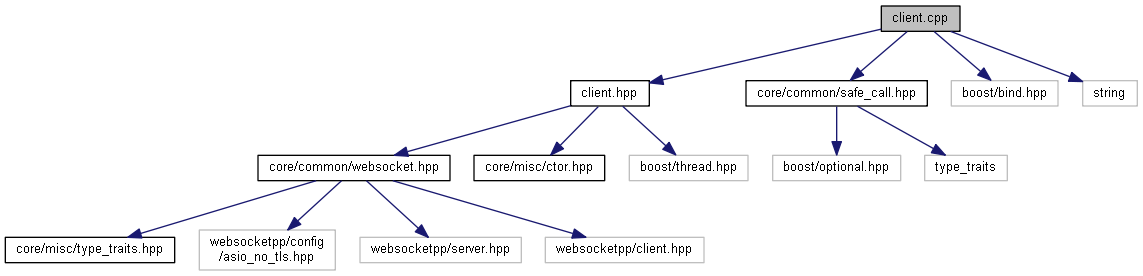 client.cpp
client.hpp
core/common/safe_call.hpp
boost/bind.hpp
string
core/common/websocket.hpp
core/misc/ctor.hpp
boost/thread.hpp
boost/optional.hpp
type_traits
core/misc/type_traits.hpp
websocketpp/config
/asio_no_tls.hpp
websocketpp/server.hpp
websocketpp/client.hpp